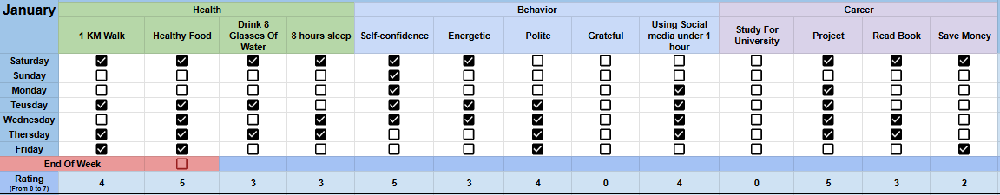 January Health Behavior Career
1 KM Walk Healthy Food Drink 8 Glasses Of Water 8 hours sleep Self-confidence Energetic Polite Grateful Using Social media under 1 hour Study For University Project Read Book Save Money
Saturday
Sunday
Monday
Teusday
Wednesday
Thersday
Friday
End Of Week
Rating (From 0 to 7) 4 5 3 3 5 3 4 0 4 0 5 3 2